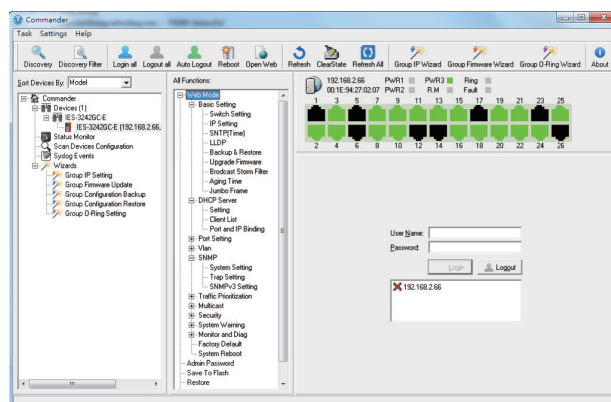 Commander
Task Settings Help
Discovery Discovery Filter Login all Logout all Auto Logout Reboot Open Web Refresh ClearState Refresh All Group IP Wizard Group Firmware Wizard Group O-Ring Wizard About
Sort Devices By: Model
Commander
Devices (1)
IES-3242GC-E
IES-3242GC-E (192.168.2.66,
Status Monitor
Scan Devices Configuration
Syslog Events
Wizards
Group IP Setting
Group Firmware Update
Group Configuration Backup
Group Configuration Restore
Group O-Ring Setting
All Functions:
Web Mode
Basic Setting
Switch Setting
IP Setting
SNTP(Time)
LLDP
Backup & Restore
Upgrade Firmware
Brodcast Storm Filter
Aging Time
Jumbo Frame
DHCP Server
Setting
Client List
Port and IP Binding
Port Setting
Vlan
SNMP
System Setting
Trap Setting
SNMPv3 Setting
Traffic Prioritization
Multicast
Security
System Warning
Monitor and Diag
Factory Default
System Reboot
Admin Password
Save To Flash
Restore
192.168.2.66 PWR1 PWR3 Ring
00:1E:94:27:02:07 PWR2 R.M Fault
1 3 5 7 9 11 13 15 17 19 21 23 25
2 4 6 8 10 12 14 16 18 20 22 24 26
User Name:
Password:
Login Logout
192.168.2.66